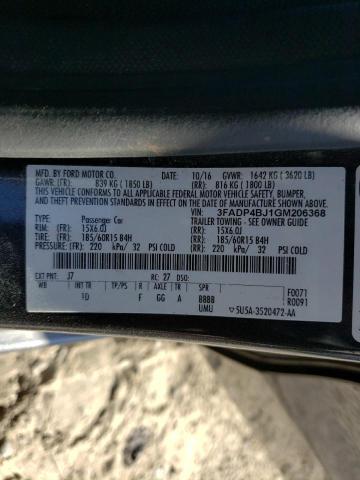 MFD. BY FORD MOTOR CO. 10/16 GVWR: 1642 KG ( 3620 LB)
GAWR: (FR): 839 KG ( 1850 LB) (RR): 816 KG ( 1800 LB)
THIS VEHICLE CONFORMS TO ALL APPLICABLE FEDERAL MOTOR VEHICLE SAFETY, BUMPER,
AND THEFT PREVENTION STANDARDS IN EFFECT ON THE DATE OF MANUFACTURE SHOWN ABOVE.
VIN: 3FADP4BJ1GM206368
TYPE: Passenger Car TRAILER TOWING - SEE OWNER GUIDE
RIM: (FR): 15X6.0J (RR): 15X6.0J
TIRE: (FR): 185/60R15 84H (RR): 185/60R15 84H
PRESSURE: (FR): 220 kPa/ 32 PSI COLD (RR): 220 kPa/ 32 PSI COLD
EXT PNT: J7 RC: 27 DSO:
WB INT TR TP/PS R AXLE TR SPR F0071
1D F GG A 8888 R0091
UMU 5U5A-3520472-AA